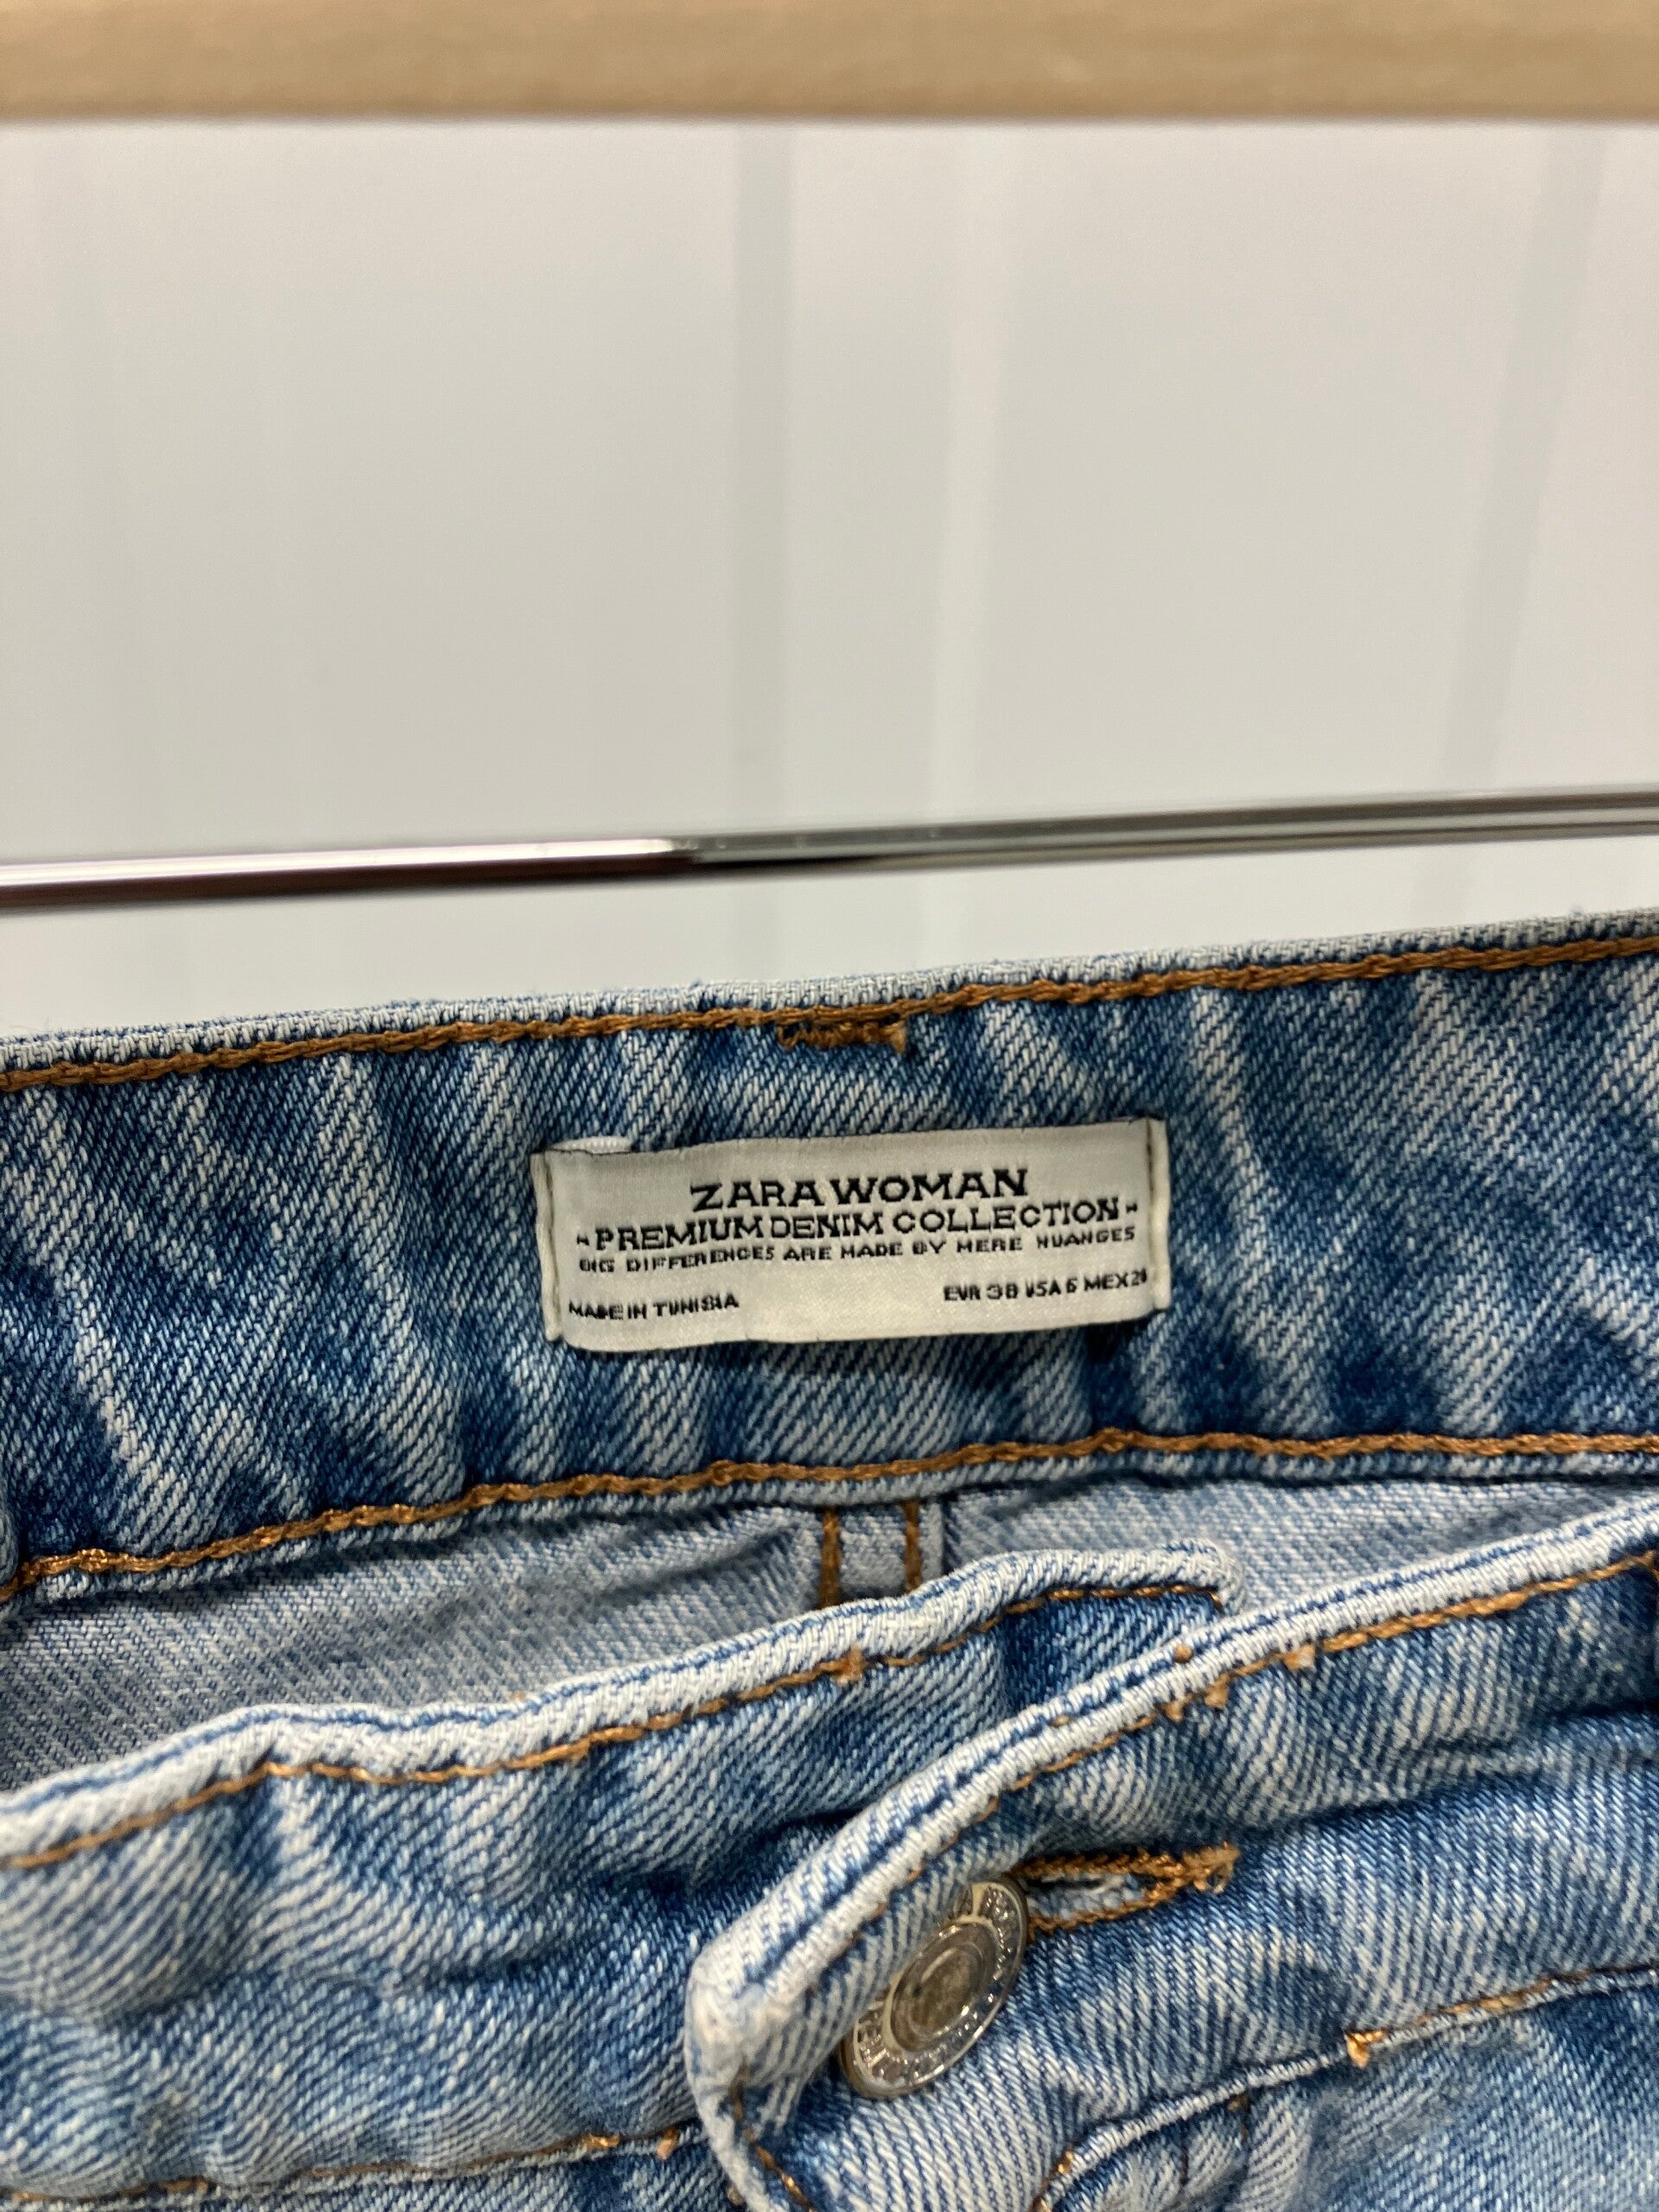 ZARA WOMAN
"PREMIUM DENIM COLLECTION"
BIG DIFFERENCES ARE MADE BY MERE NUANCES
MADE IN TUNISIA
EUR 38 USA 6 MEX 28